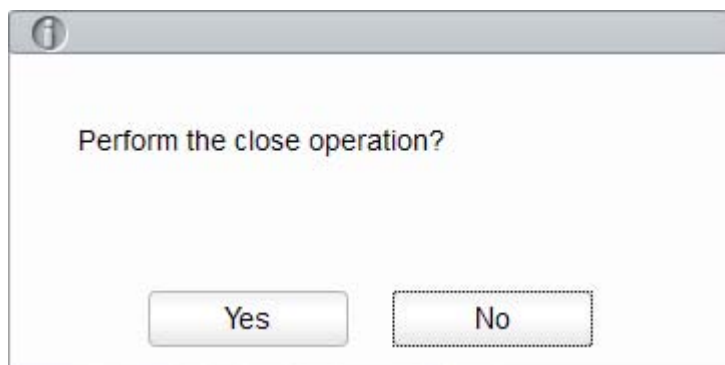 Perform the close operation?
Yes
No